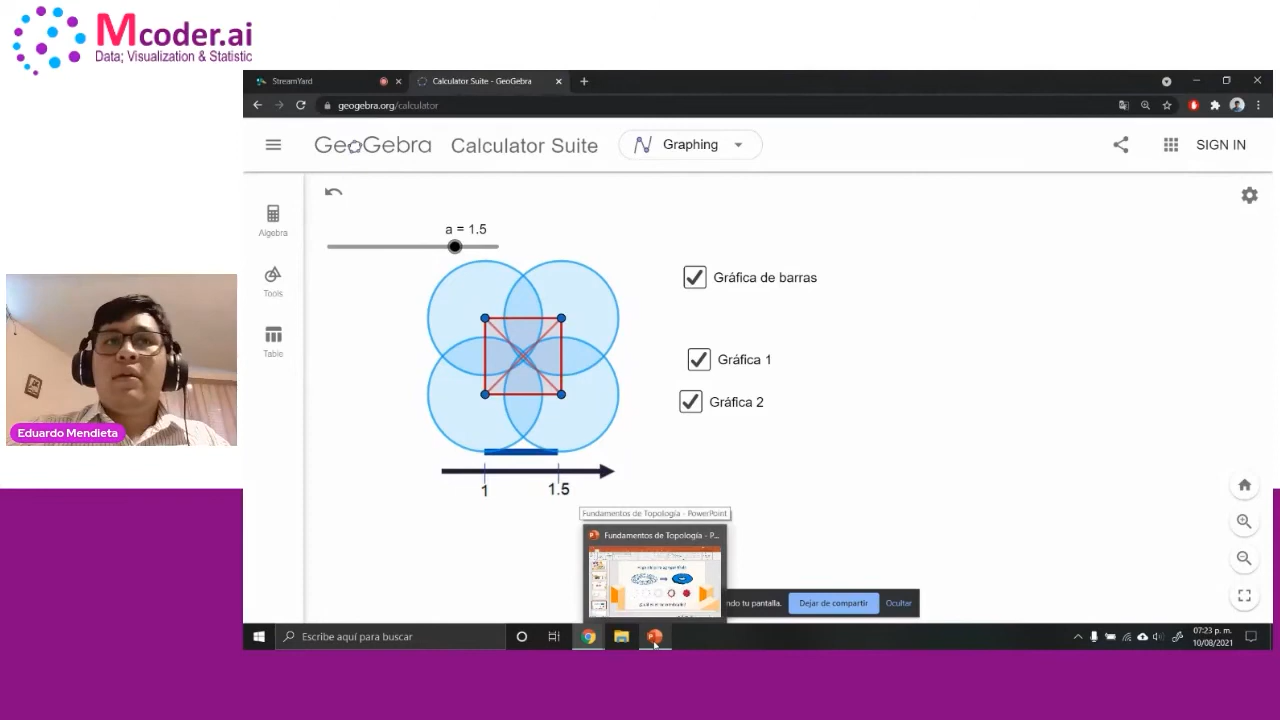 Mcoder.ai
Data; Visualization & Statistic
StreamYard
Calculator Suite - GeoGebra
geogebra.org/calculator
GeoGebra
Calculator Suite
Graphing
SIGN IN
Algebra
Tools
Table
a = 1.5
Gráfica de barras
Gráfica 1
Gráfica 2
1
1.5
Eduardo Mendieta
Fundamentos de Topología - PowerPoint
Fundamentos de Topología - P...
ndo tu pantalla.
Dejar de compartir
Ocultar
Escribe aquí para buscar
07:23 p. m.
10/08/2021